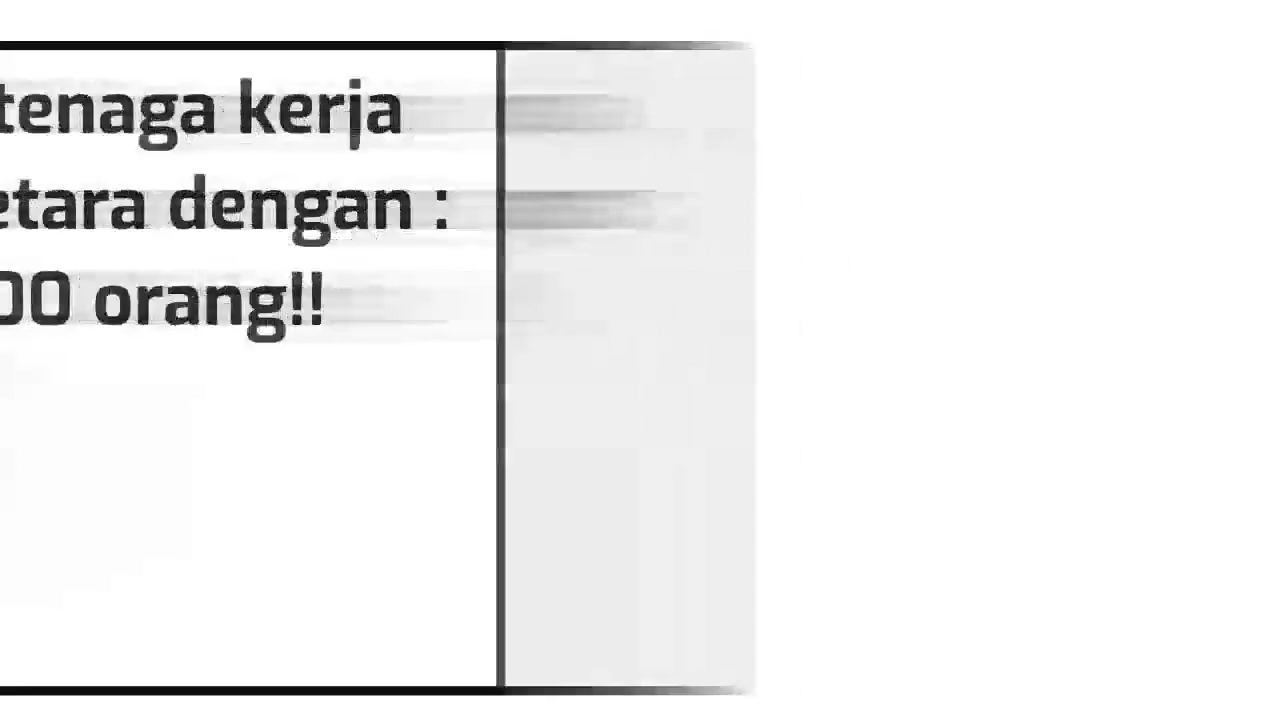 tenaga kerja
etara dengan :
00 orang!!